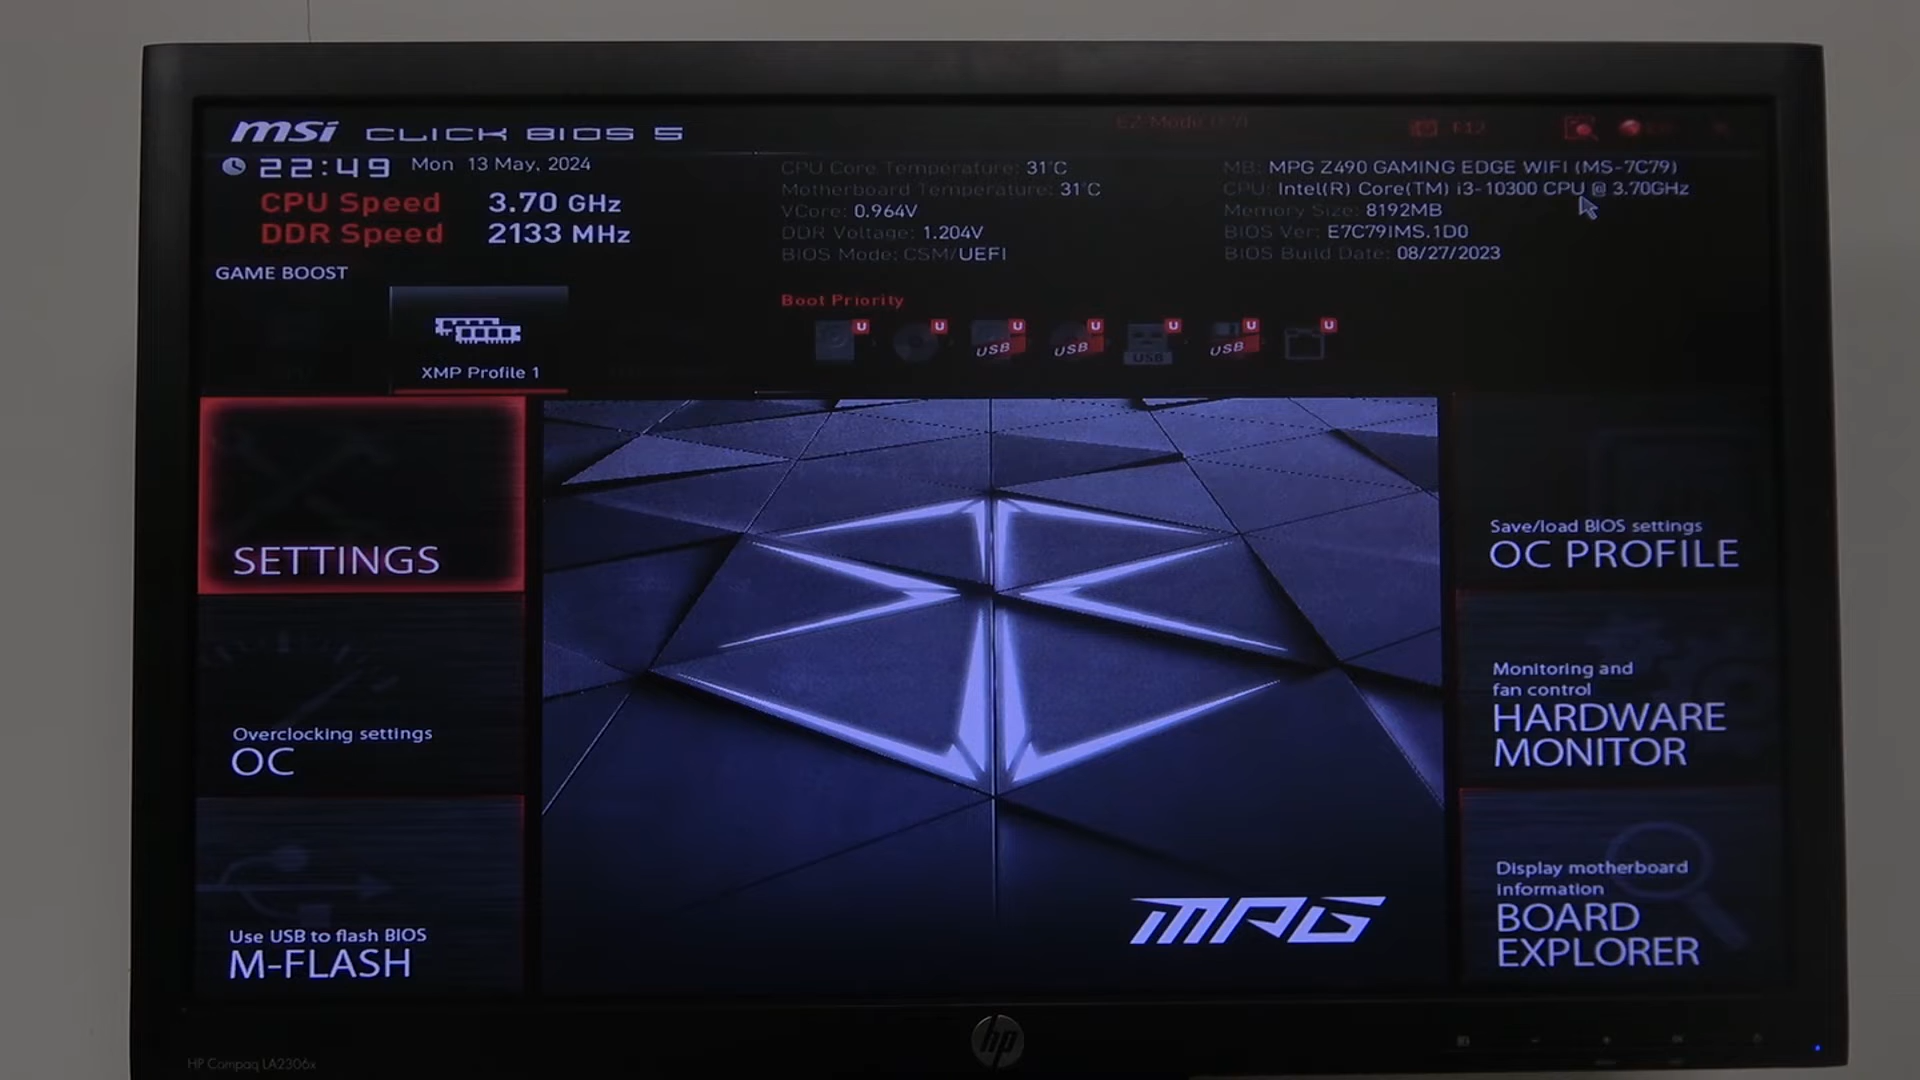 msi CLICK BIOS 5
EZ Mode (F7)
F12
22:49 Mon 13 May, 2024
CPU Speed 3.70 GHz
DDR Speed 2133 MHz
GAME BOOST
XMP Profile 1
CPU Core Temperature: 31°C
Motherboard Temperature: 31°C
VCore: 0.964V
DDR Voltage: 1.204V
BIOS Mode: CSM/UEFI
MB: MPG Z490 GAMING EDGE WIFI (MS-7C79)
CPU: Intel(R) Core(TM) i3-10300 CPU @ 3.70GHz
Memory Size: 8192MB
BIOS Ver: E7C79IMS.1D0
BIOS Build Date: 08/27/2023
Boot Priority
U U U U U U U
USB USB USB USB
SETTINGS
Overclocking settings
OC
Use USB to flash BIOS
M-FLASH
MPG
Save/load BIOS settings
OC PROFILE
Monitoring and
fan control
HARDWARE
MONITOR
Display motherboard
information
BOARD
EXPLORER
hp
HP Compaq LA2306x